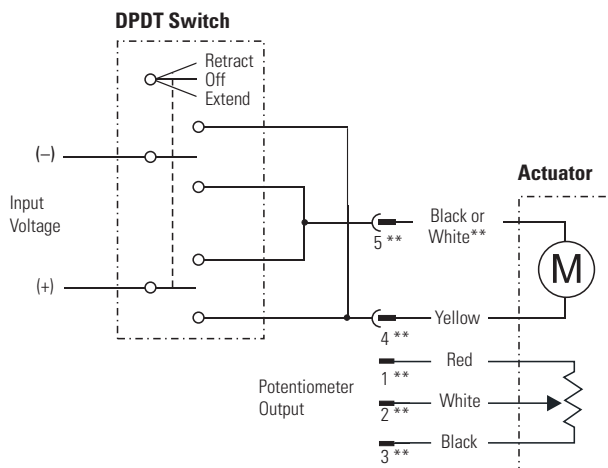 DPDT Switch
Retract
Off
Extend
(–)
Input
Voltage
(+)
Actuator
Black or
White**
5 **
M
Yellow
4 **
Red
1 **
Potentiometer
Output
White
2 **
Black
3 **